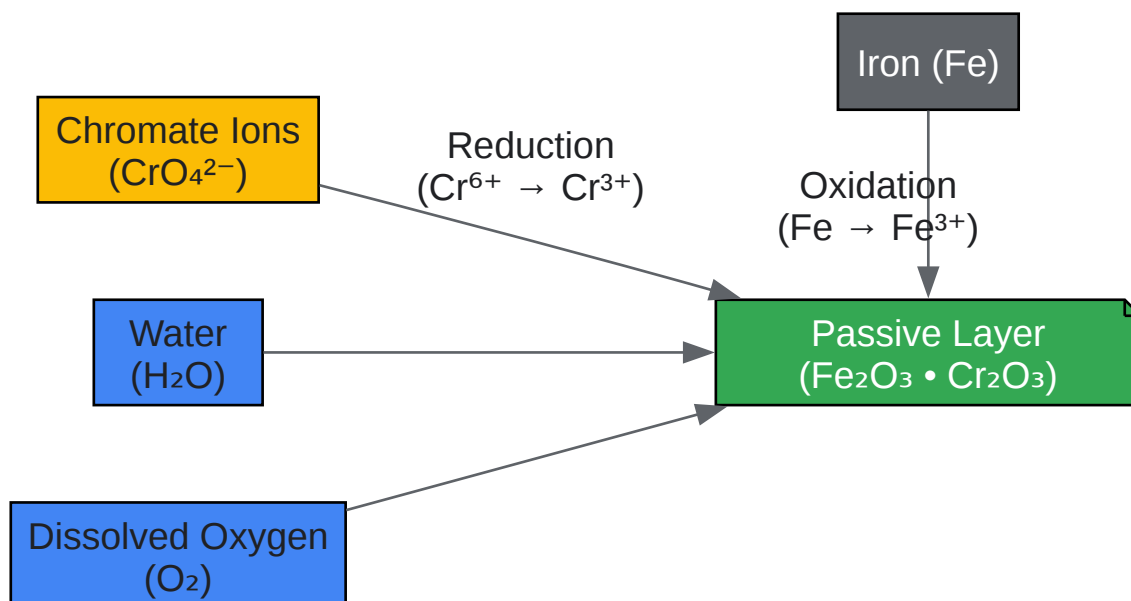 Iron (Fe)
Chromate Ions
(CrO₄²⁻)
Reduction
(Cr⁶⁺ → Cr³⁺)
Oxidation
(Fe → Fe³⁺)
Water
(H₂O)
Passive Layer
(Fe₂O₃ • Cr₂O₃)
Dissolved Oxygen
(O₂)